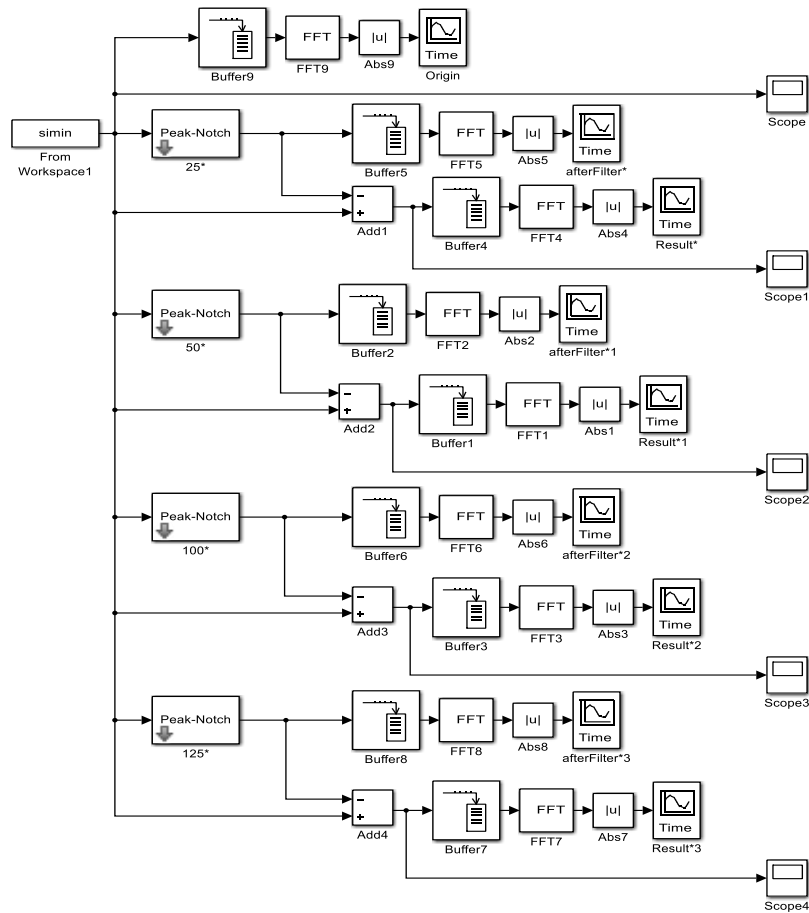 FFT
|u|
Time
Buffer9
FFT9
Abs9
Origin
Scope
simin
From
Workspace1
Peak-Notch
25*
FFT
|u|
Time
Buffer5
FFT5
Abs5
afterFilter*
Add1
FFT
|u|
Time
Buffer4
FFT4
Abs4
Result*
Scope1
Peak-Notch
50*
FFT
|u|
Time
Buffer2
FFT2
Abs2
afterFilter*1
Add2
FFT
|u|
Time
Buffer1
FFT1
Abs1
Result*1
Scope2
Peak-Notch
100*
FFT
|u|
Time
Buffer6
FFT6
Abs6
afterFilter*2
Add3
FFT
|u|
Time
Buffer3
FFT3
Abs3
Result*2
Scope3
Peak-Notch
125*
FFT
|u|
Time
Buffer8
FFT8
Abs8
afterFilter*3
Add4
FFT
|u|
Time
Buffer7
FFT7
Abs7
Result*3
Scope4